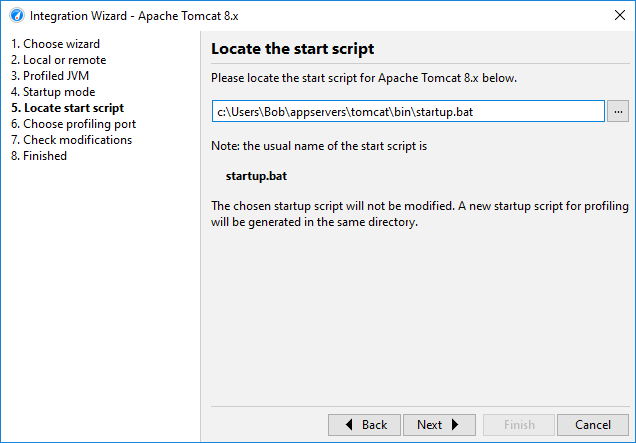 Integration Wizard - Apache Tomcat 8.x
1. Choose wizard
2. Local or remote
3. Profiled JVM
4. Startup mode
5. Locate start script
6. Choose profiling port
7. Check modifications
8. Finished
Locate the start script
Please locate the start script for Apache Tomcat 8.x below.
c:\Users\Bob\appservers\tomcat\bin\startup.bat
...
Note: the usual name of the start script is
startup.bat
The chosen startup script will not be modified. A new startup script for profiling
will be generated in the same directory.
Back
Next
Finish
Cancel